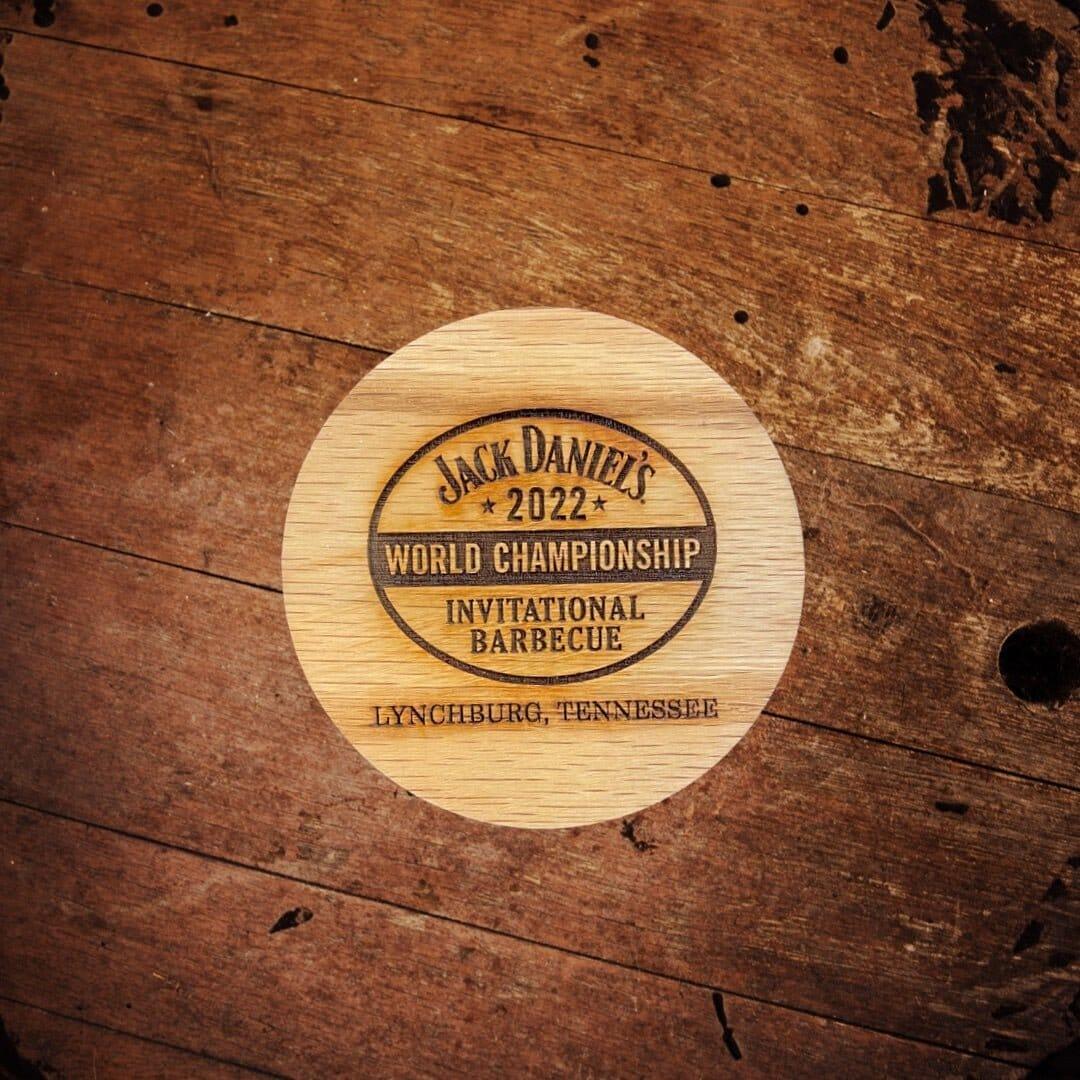 JACK DANIEL'S
★ 2022 ★
WORLD CHAMPIONSHIP
INVITATIONAL
BARBECUE
LYNCHBURG, TENNESSEE